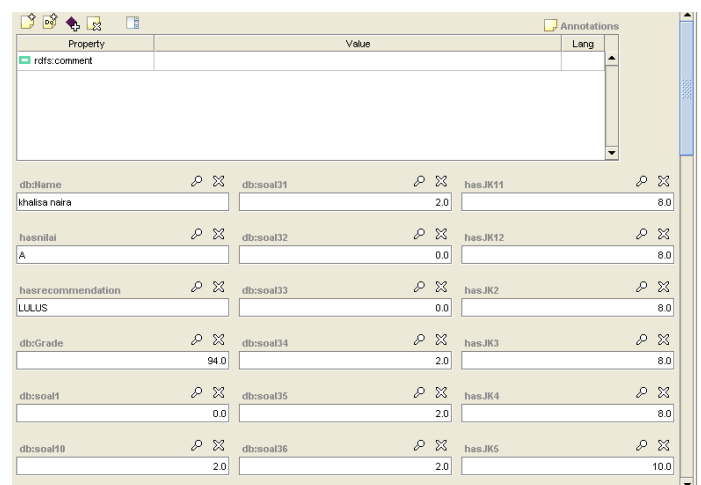 Annotations
Property Value Lang
rdfs:comment
db:Name db:soal31 hasJK11
khalisa naira 2.0 8.0
hasnilai db:soal32 hasJK12
A 0.0 8.0
hasrecommendation db:soal33 hasJK2
LULUS 0.0 8.0
db:Grade db:soal34 hasJK3
94.0 2.0 8.0
db:soal1 db:soal35 hasJK4
0.0 2.0 8.0
db:soal10 db:soal36 hasJK5
2.0 2.0 10.0